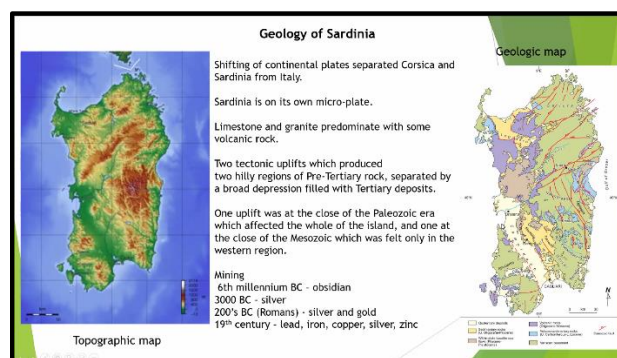 Geology of Sardinia
Geologic map
Shifting of continental plates separated Corsica and
Sardinia from Italy.
Sardinia is on its own micro-plate.
Limestone and granite predominate with some
volcanic rock.
Two tectonic uplifts which produced
two hilly regions of Pre-Tertiary rock, separated by
a broad depression filled with Tertiary deposits.
One uplift was at the close of the Paleozoic era
which affected the whole of the island, and one at
the close of the Mesozoic which was felt only in the
western region.
Mining
6th millennium BC – obsidian
3000 BC – silver
200's BC (Romans) - silver and gold
19th century – lead, iron, copper, silver, zinc
Topographic map
N